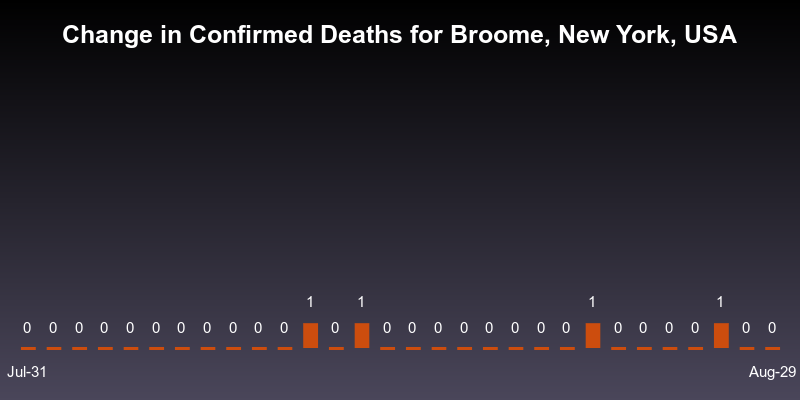 Change in Confirmed Deaths for Broome, New York, USA
0 0 0 0 0 0 0 0 0 0 0 1 0 1 0 0 0 0 0 0 0 0 1 0 0 0 0 1 0 0
Jul-31 Aug-29